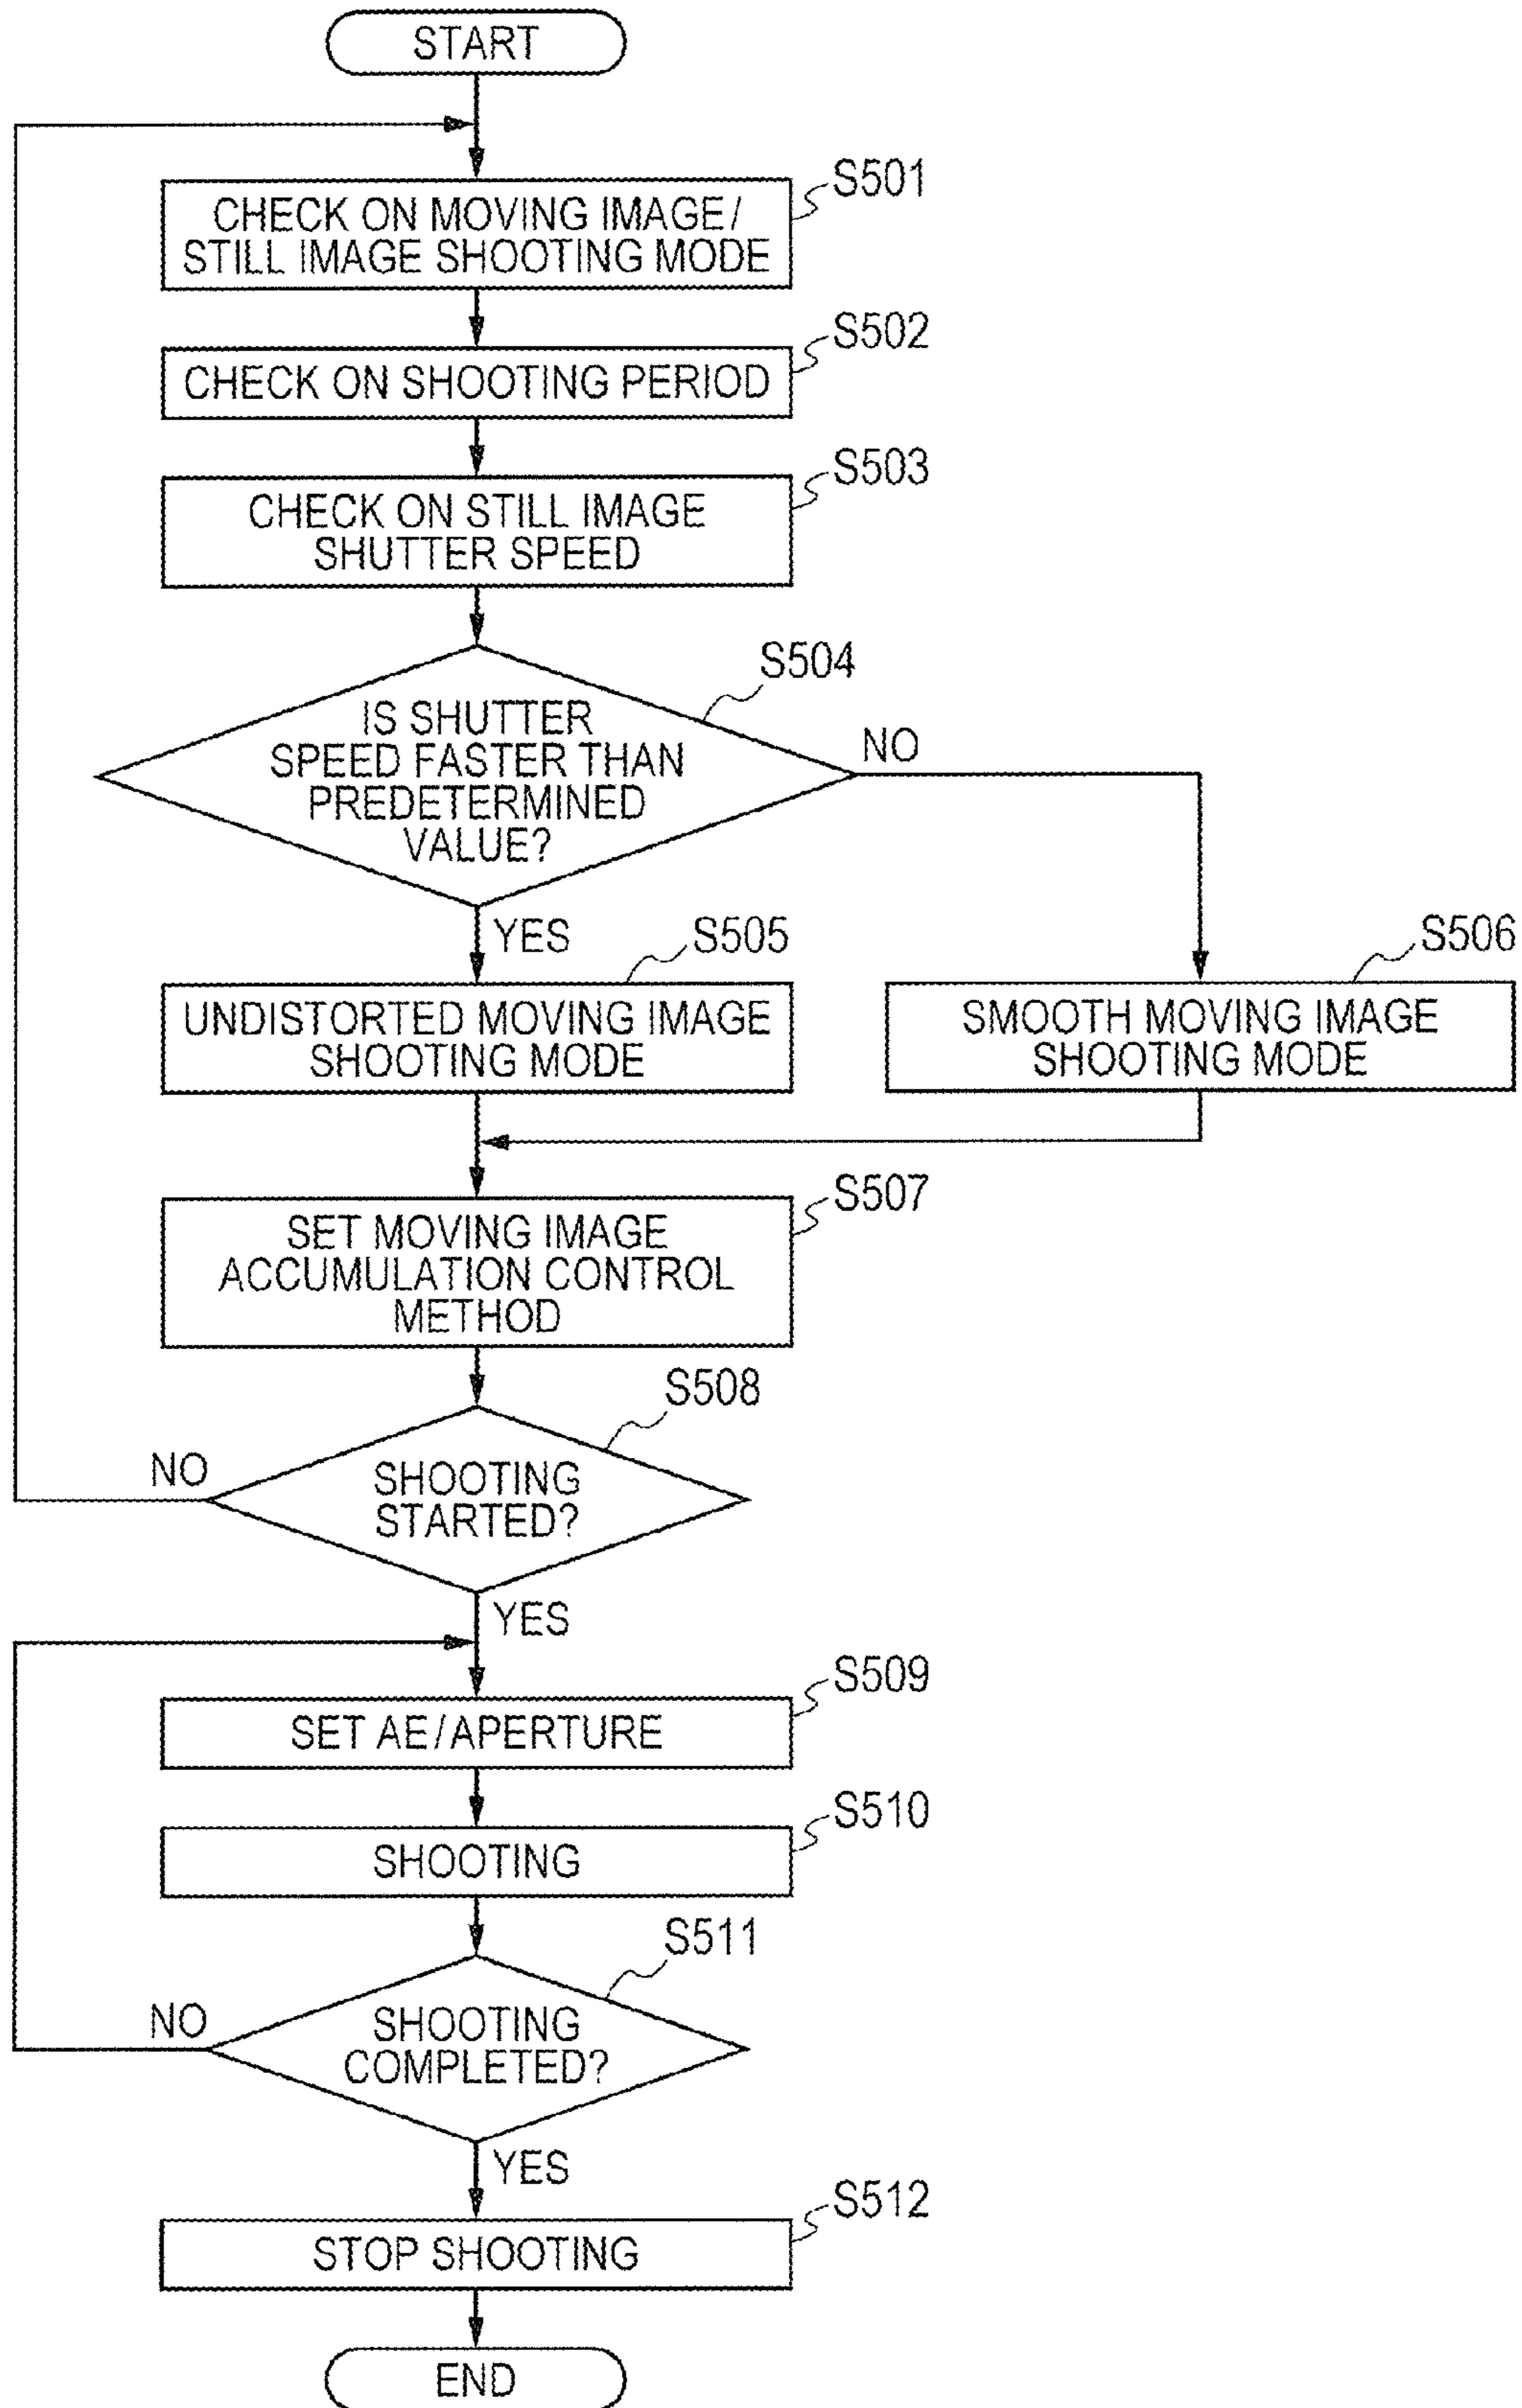 START
S501
CHECK ON MOVING IMAGE/
STILL IMAGE SHOOTING MODE
S502
CHECK ON SHOOTING PERIOD
S503
CHECK ON STILL IMAGE
SHUTTER SPEED
S504
IS SHUTTER
SPEED FASTER THAN
PREDETERMINED
VALUE?
NO
YES
S505
UNDISTORTED MOVING IMAGE
SHOOTING MODE
S506
SMOOTH MOVING IMAGE
SHOOTING MODE
S507
SET MOVING IMAGE
ACCUMULATION CONTROL
METHOD
S508
NO
SHOOTING
STARTED?
YES
S509
SET AE/APERTURE
S510
SHOOTING
S511
NO
SHOOTING
COMPLETED?
YES
S512
STOP SHOOTING
END